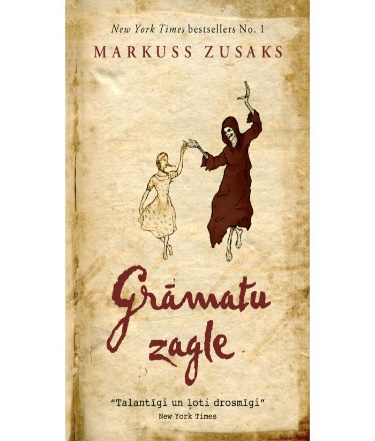 New York Times bestsellers No. 1
MARKUSS ZUSAKS
Grāmatu
zagle
"Talantīgi un ļoti drosmīgi"
New York Times